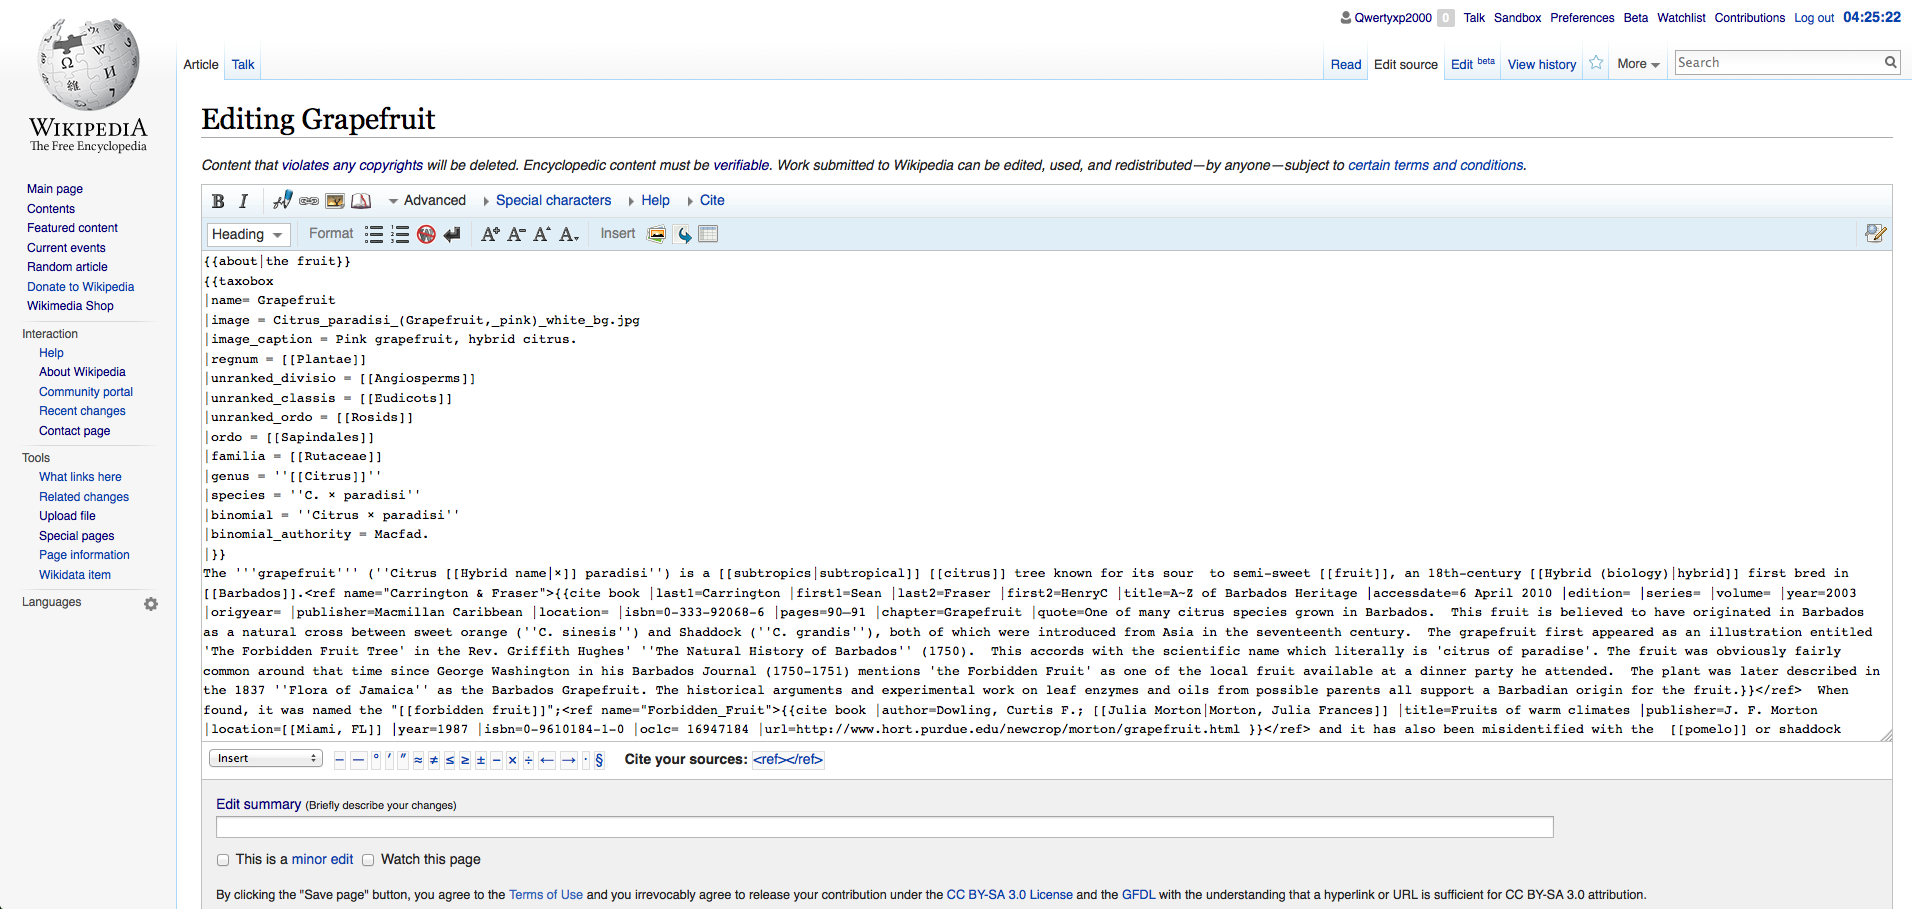 Qwertyxp2000 0 Talk Sandbox Preferences Beta Watchlist Contributions Log out 04:25:22
Article Talk
Read Edit source Edit beta View history More Search
WIKIPEDIA
The Free Encyclopedia
Main page
Contents
Featured content
Current events
Random article
Donate to Wikipedia
Wikimedia Shop
Interaction
Help
About Wikipedia
Community portal
Recent changes
Contact page
Tools
What links here
Related changes
Upload file
Special pages
Page information
Wikidata item
Languages
Editing Grapefruit
Content that violates any copyrights will be deleted. Encyclopedic content must be verifiable. Work submitted to Wikipedia can be edited, used, and redistributed—by anyone—subject to certain terms and conditions.
B I Advanced Special characters Help Cite
Heading Format Insert
{{about|the fruit}}
{{taxobox
|name= Grapefruit
|image = Citrus_paradisi_(Grapefruit,_pink)_white_bg.jpg
|image_caption = Pink grapefruit, hybrid citrus.
|regnum = [[Plantae]]
|unranked_divisio = [[Angiosperms]]
|unranked_classis = [[Eudicots]]
|unranked_ordo = [[Rosids]]
|ordo = [[Sapindales]]
|familia = [[Rutaceae]]
|genus = ''[[Citrus]]''
|species = ''C. × paradisi''
|binomial = ''Citrus × paradisi''
|binomial_authority = Macfad.
|}}
The '''grapefruit''' (''Citrus [[Hybrid name|×]] paradisi'') is a [[subtropics|subtropical]] [[citrus]] tree known for its sour  to semi-sweet [[fruit]], an 18th-century [[Hybrid (biology)|hybrid]] first bred in
[[Barbados]].<ref name="Carrington & Fraser">{{cite book |last1=Carrington |first1=Sean |last2=Fraser |first2=HenryC |title=A~Z of Barbados Heritage |accessdate=6 April 2010 |edition= |series= |volume= |year=2003
|origyear= |publisher=Macmillan Caribbean |location= |isbn=0-333-92068-6 |pages=90–91 |chapter=Grapefruit |quote=One of many citrus species grown in Barbados.  This fruit is believed to have originated in Barbados
as a natural cross between sweet orange (''C. sinesis'') and Shaddock (''C. grandis''), both of which were introduced from Asia in the seventeenth century.  The grapefruit first appeared as an illustration entitled
'The Forbidden Fruit Tree' in the Rev. Griffith Hughes' ''The Natural History of Barbados'' (1750).  This accords with the scientific name which literally is 'citrus of paradise'. The fruit was obviously fairly
common around that time since George Washington in his Barbados Journal (1750-1751) mentions 'the Forbidden Fruit' as one of the local fruit available at a dinner party he attended.  The plant was later described in
the 1837 ''Flora of Jamaica'' as the Barbados Grapefruit. The historical arguments and experimental work on leaf enzymes and oils from possible parents all support a Barbadian origin for the fruit.}}</ref>  When
found, it was named the "[[forbidden fruit]]";<ref name="Forbidden_Fruit">{{cite book |author=Dowling, Curtis F.; [[Julia Morton|Morton, Julia Frances]] |title=Fruits of warm climates |publisher=J. F. Morton
|location=[[Miami, FL]] |year=1987 |isbn=0-9610184-1-0 |oclc= 16947184 |url=http://www.hort.purdue.edu/newcrop/morton/grapefruit.html }}</ref> and it has also been misidentified with the  [[pomelo]] or shaddock
Insert – — ° ′ ″ ≈ ≠ ≤ ≥ ± − × ÷ ← → · § Cite your sources: <ref></ref>
Edit summary (Briefly describe your changes)
This is a minor edit Watch this page
By clicking the "Save page" button, you agree to the Terms of Use and you irrevocably agree to release your contribution under the CC BY-SA 3.0 License and the GFDL with the understanding that a hyperlink or URL is sufficient for CC BY-SA 3.0 attribution.